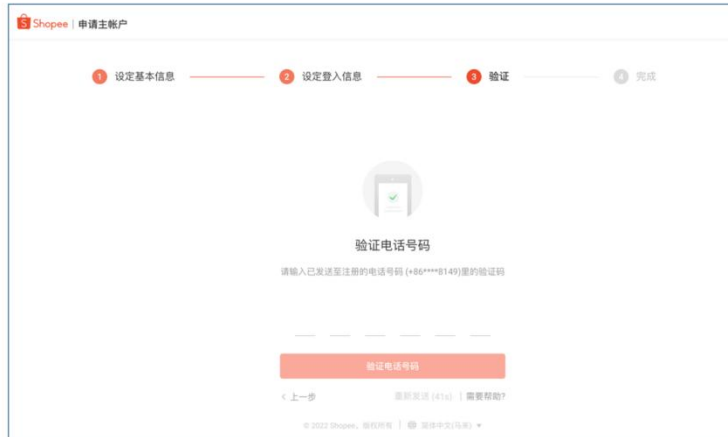 Shopee | 申请主帐户
1 设定基本信息 2 设定登入信息 3 验证 4 完成
验证电话号码
请输入已发送至注册的电话号码 (+86****8149)里的验证码
验证电话号码
< 上一步 重新发送 (41s) | 需要帮助?
© 2022 Shopee。版权所有 | 简体中文(马来) ▼